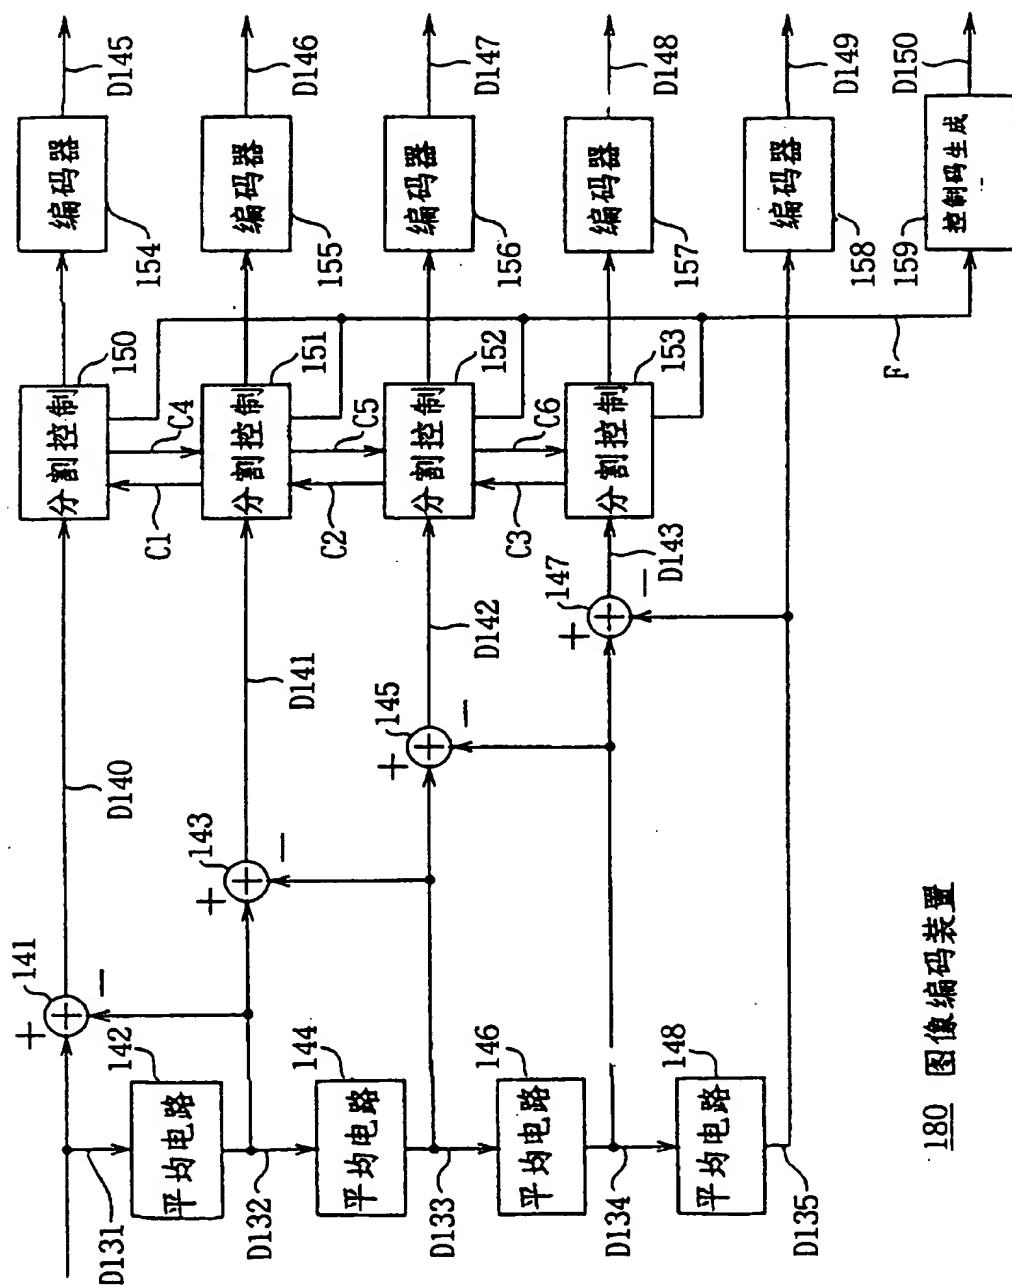 D131
+
141
−
D140
分割控制
150
编码器
154
D145
平均电路
142
D132
+
143
−
D141
C1
C4
分割控制
151
编码器
155
D146
平均电路
144
D133
+
145
−
D142
C2
C5
分割控制
152
编码器
156
D147
平均电路
146
D134
+
147
−
D143
C3
C6
分割控制
153
编码器
157
D148
平均电路
148
D135
编码器
158
D149
F
控制码生成
159
D150
180 图像编码装置